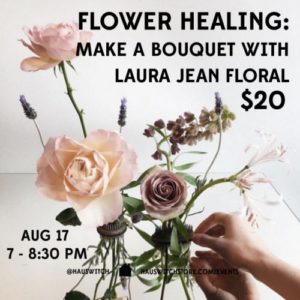 FLOWER HEALING:
MAKE A BOUQUET WITH
LAURA JEAN FLORAL
$20
AUG 17
7 - 8:30 PM
@HAUSWITCH HAUSWITCHSTORE.COM/EVENTS